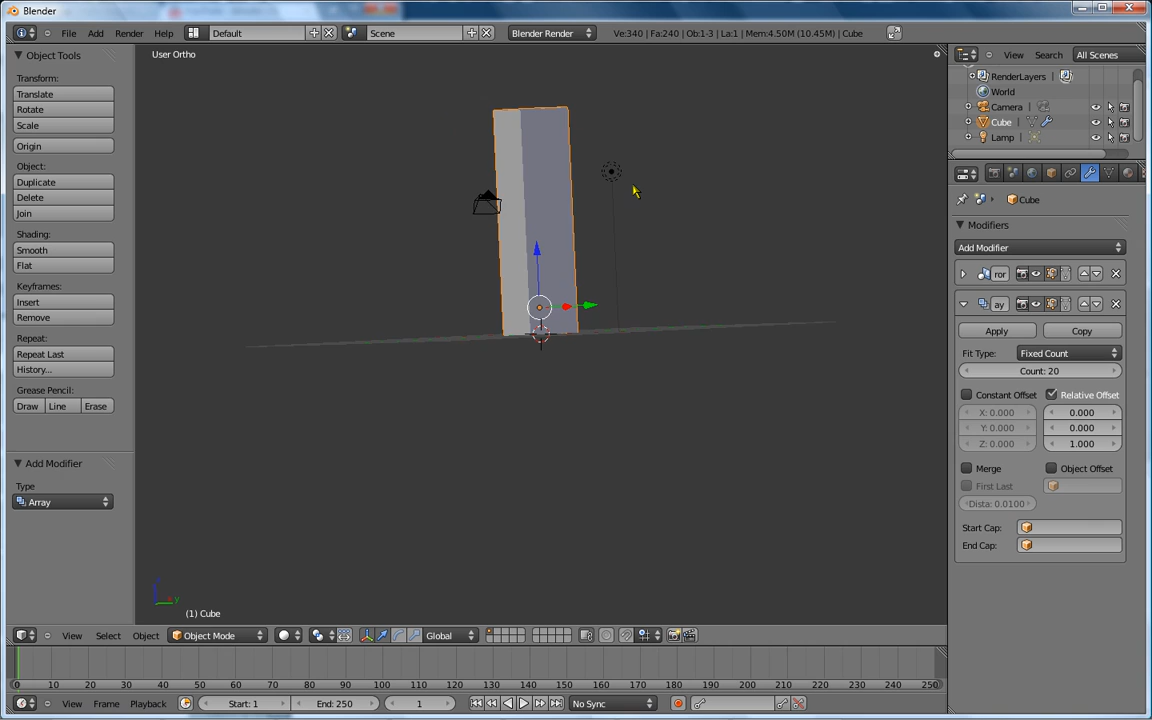 Blender
File Add Render Help Default Scene Blender Render Ve:340 | Fa:240 | Ob:1-3 | La:1 | Mem:4.50M (10.45M) | Cube
Object Tools
Transform:
Translate
Rotate
Scale
Origin
Object:
Duplicate
Delete
Join
Shading:
Smooth
Flat
Keyframes:
Insert
Remove
Repeat:
Repeat Last
History...
Grease Pencil:
Draw Line Erase
Add Modifier
Type
Array
User Ortho
y
(1) Cube
View Select Object Object Mode Global
0 10 20 30 40 50 60 70 80 90 100 110 120 130 140 150 160 170 180 190 200 210 220 230 240 250
View Frame Playback Start: 1 End: 250 1 No Sync
View Search All Scenes
RenderLayers
World
Camera
Cube
Lamp
Cube
Modifiers
Add Modifier
ror
ay
Apply Copy
Fit Type: Fixed Count
Count: 20
Constant Offset Relative Offset
X: 0.000 0.000
Y: 0.000 0.000
Z: 0.000 1.000
Merge Object Offset
First Last
Dista: 0.0100
Start Cap:
End Cap: